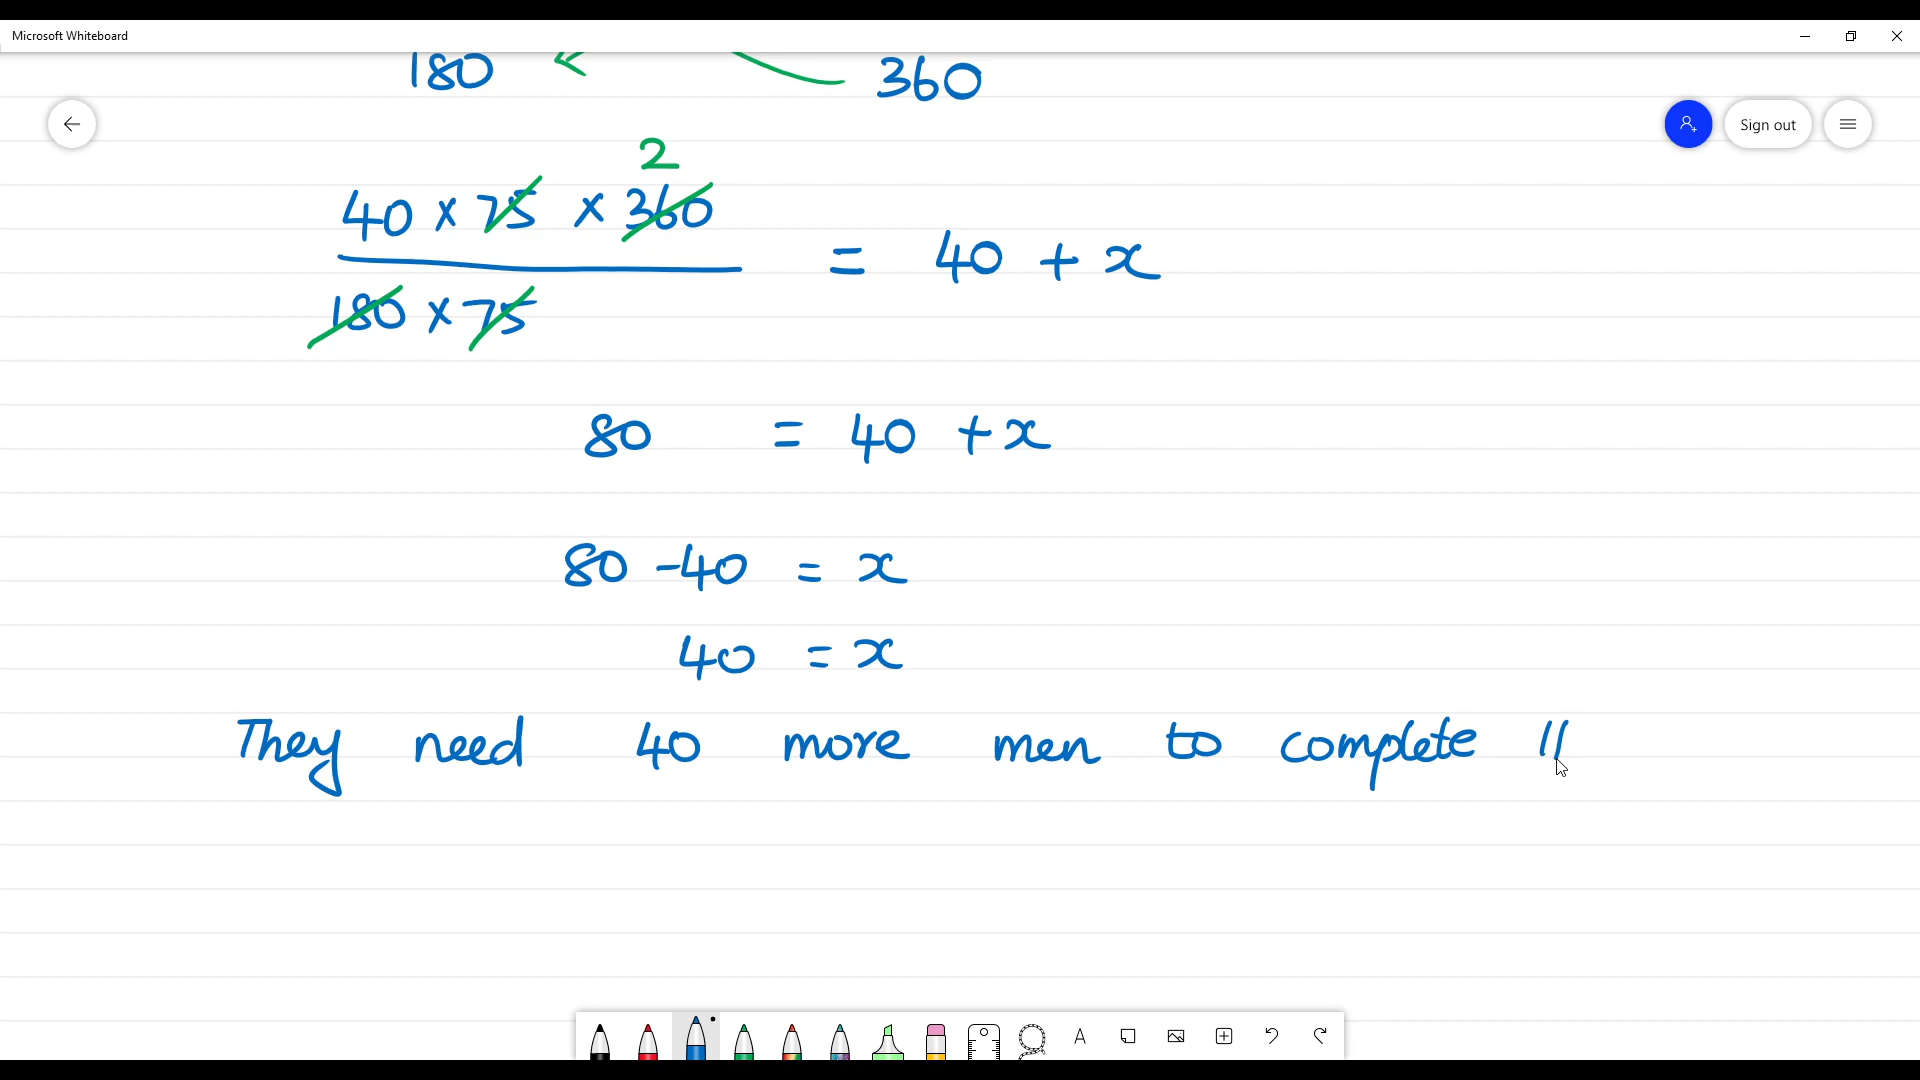 Microsoft Whiteboard
180 360
Sign out
2
40 × 75 × 360
= 40 + x
180 × 75
80 = 40 + x
80 - 40 = x
40 = x
They need 40 more men to complete //
A